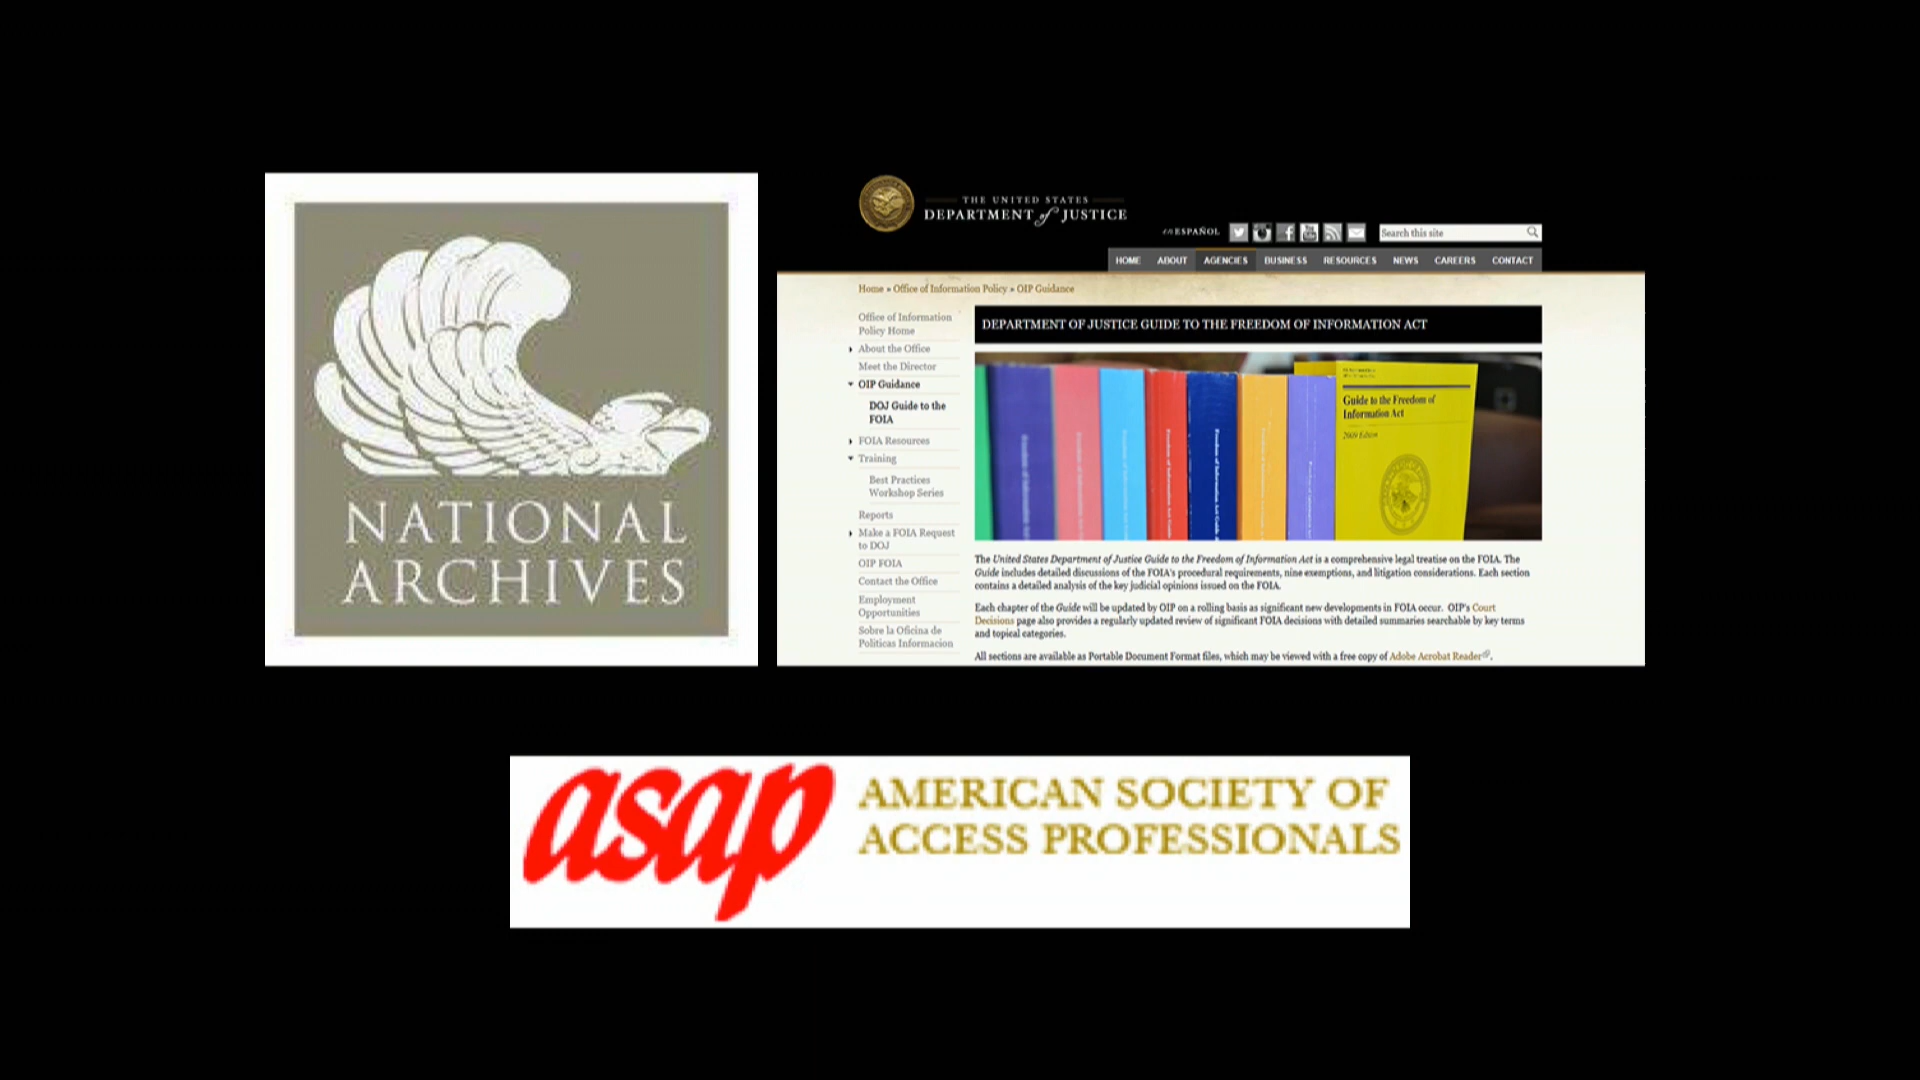 NATIONAL
ARCHIVES
THE UNITED STATES
DEPARTMENT of JUSTICE
en ESPAÑOL
Search this site
HOME ABOUT AGENCIES BUSINESS RESOURCES NEWS CAREERS CONTACT
Home » Office of Information Policy » OIP Guidance
Office of Information
Policy Home
About the Office
Meet the Director
OIP Guidance
DOJ Guide to the
FOIA
FOIA Resources
Training
Best Practices
Workshop Series
Reports
Make a FOIA Request
to DOJ
OIP FOIA
Contact the Office
Employment
Opportunities
Sobre la Oficina de
Politicas Informacion
DEPARTMENT OF JUSTICE GUIDE TO THE FREEDOM OF INFORMATION ACT
Guide to the Freedom of
Information Act
2009 Edition
The United States Department of Justice Guide to the Freedom of Information Act is a comprehensive legal treatise on the FOIA. The
Guide includes detailed discussions of the FOIA's procedural requirements, nine exemptions, and litigation considerations. Each section
contains a detailed analysis of the key judicial opinions issued on the FOIA.
Each chapter of the Guide will be updated by OIP on a rolling basis as significant new developments in FOIA occur. OIP's Court
Decisions page also provides a regularly updated review of significant FOIA decisions with detailed summaries searchable by key terms
and topical categories.
All sections are available as Portable Document Format files, which may be viewed with a free copy of Adobe Acrobat Reader.
asap
AMERICAN SOCIETY OF
ACCESS PROFESSIONALS